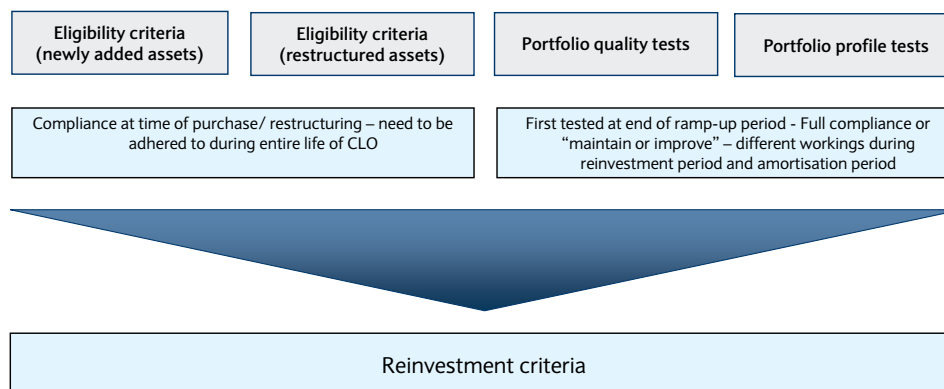 Eligibility criteria
(newly added assets)
Eligibility criteria
(restructured assets)
Portfolio quality tests
Portfolio profile tests
Compliance at time of purchase/ restructuring – need to be
adhered to during entire life of CLO
First tested at end of ramp-up period - Full compliance or
“maintain or improve” – different workings during
reinvestment period and amortisation period
Reinvestment criteria